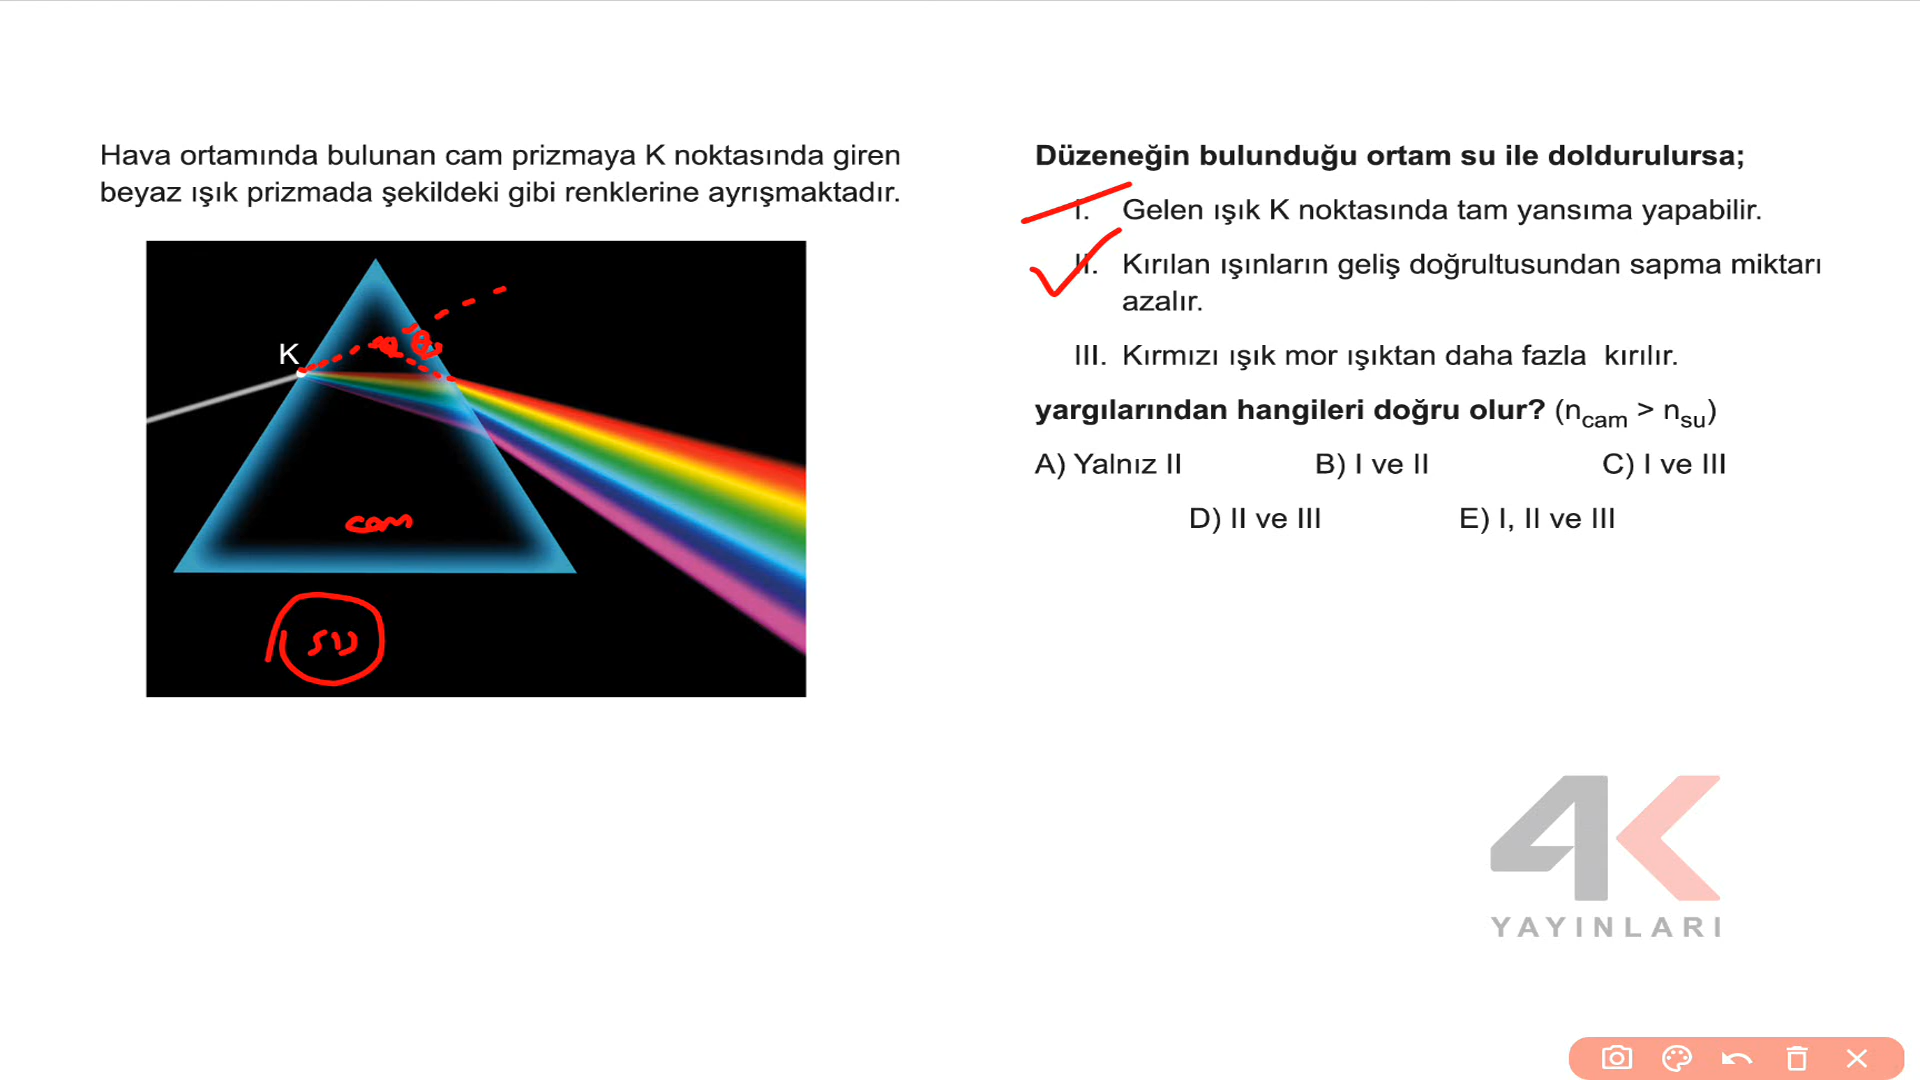 Hava ortamında bulunan cam prizmaya K noktasında giren
beyaz ışık prizmada şekildeki gibi renklerine ayrışmaktadır.
K
θ
cam
su
Düzeneğin bulunduğu ortam su ile doldurulursa;
I. Gelen ışık K noktasında tam yansıma yapabilir.
II. Kırılan ışınların geliş doğrultusundan sapma miktarı
azalır.
III. Kırmızı ışık mor ışıktan daha fazla kırılır.
yargılarından hangileri doğru olur? (n_cam > n_su)
A) Yalnız II B) I ve II C) I ve III
D) II ve III E) I, II ve III
4K
YAYINLARI